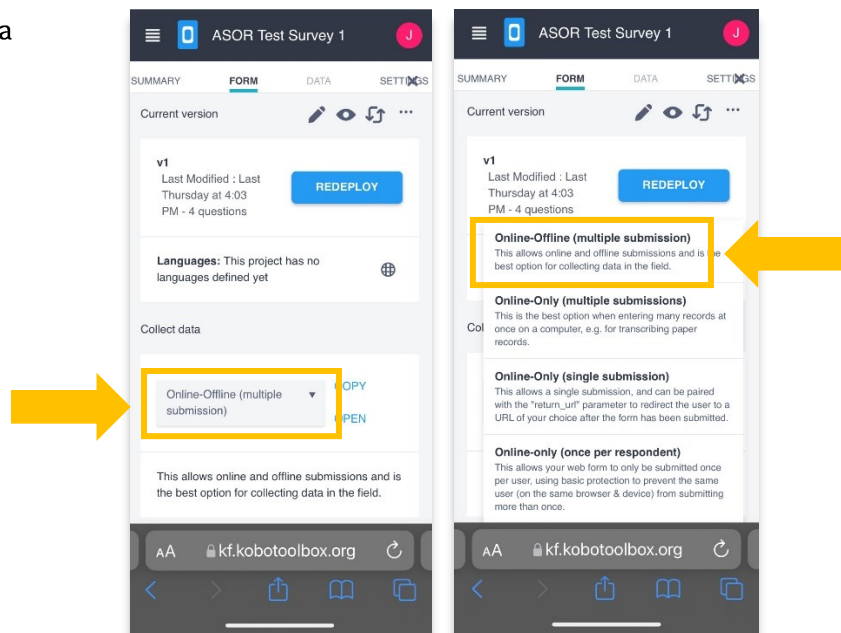 a
ASOR Test Survey 1
J
SUMMARY FORM DATA SETTINGS
Current version
v1
Last Modified : Last
Thursday at 4:03
PM - 4 questions
REDEPLOY
Languages: This project has no
languages defined yet
Collect data
Online-Offline (multiple
submission)
COPY
OPEN
This allows online and offline submissions and is
the best option for collecting data in the field.
AA
kf.kobotoolbox.org
ASOR Test Survey 1
J
SUMMARY FORM DATA SETTINGS
Current version
v1
Last Modified : Last
Thursday at 4:03
PM - 4 questions
REDEPLOY
Online-Offline (multiple submission)
This allows online and offline submissions and is the
best option for collecting data in the field.
Col
Online-Only (multiple submissions)
This is the best option when entering many records at
once on a computer, e.g. for transcribing paper
records.
Online-Only (single submission)
This allows a single submission, and can be paired
with the "return_url" parameter to redirect the user to a
URL of your choice after the form has been submitted.
Online-only (once per respondent)
This allows your web form to only be submitted once
per user, using basic protection to prevent the same
user (on the same browser & device) from submitting
more than once.
AA
kf.kobotoolbox.org